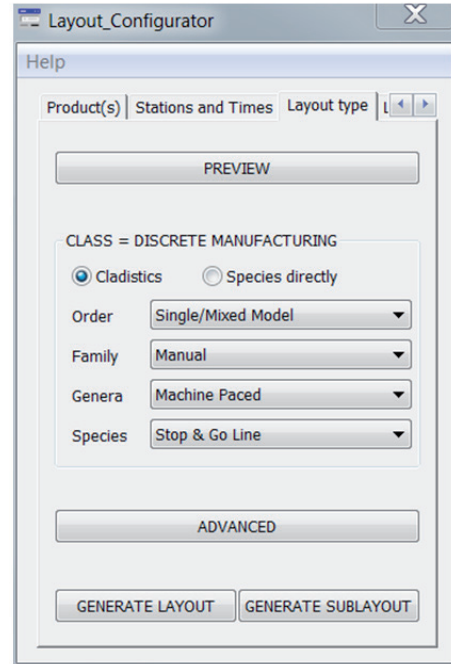 Layout_Configurator
Help
Product(s) Stations and Times Layout type L
PREVIEW
CLASS = DISCRETE MANUFACTURING
Cladistics Species directly
Order Single/Mixed Model
Family Manual
Genera Machine Paced
Species Stop & Go Line
ADVANCED
GENERATE LAYOUT GENERATE SUBLAYOUT